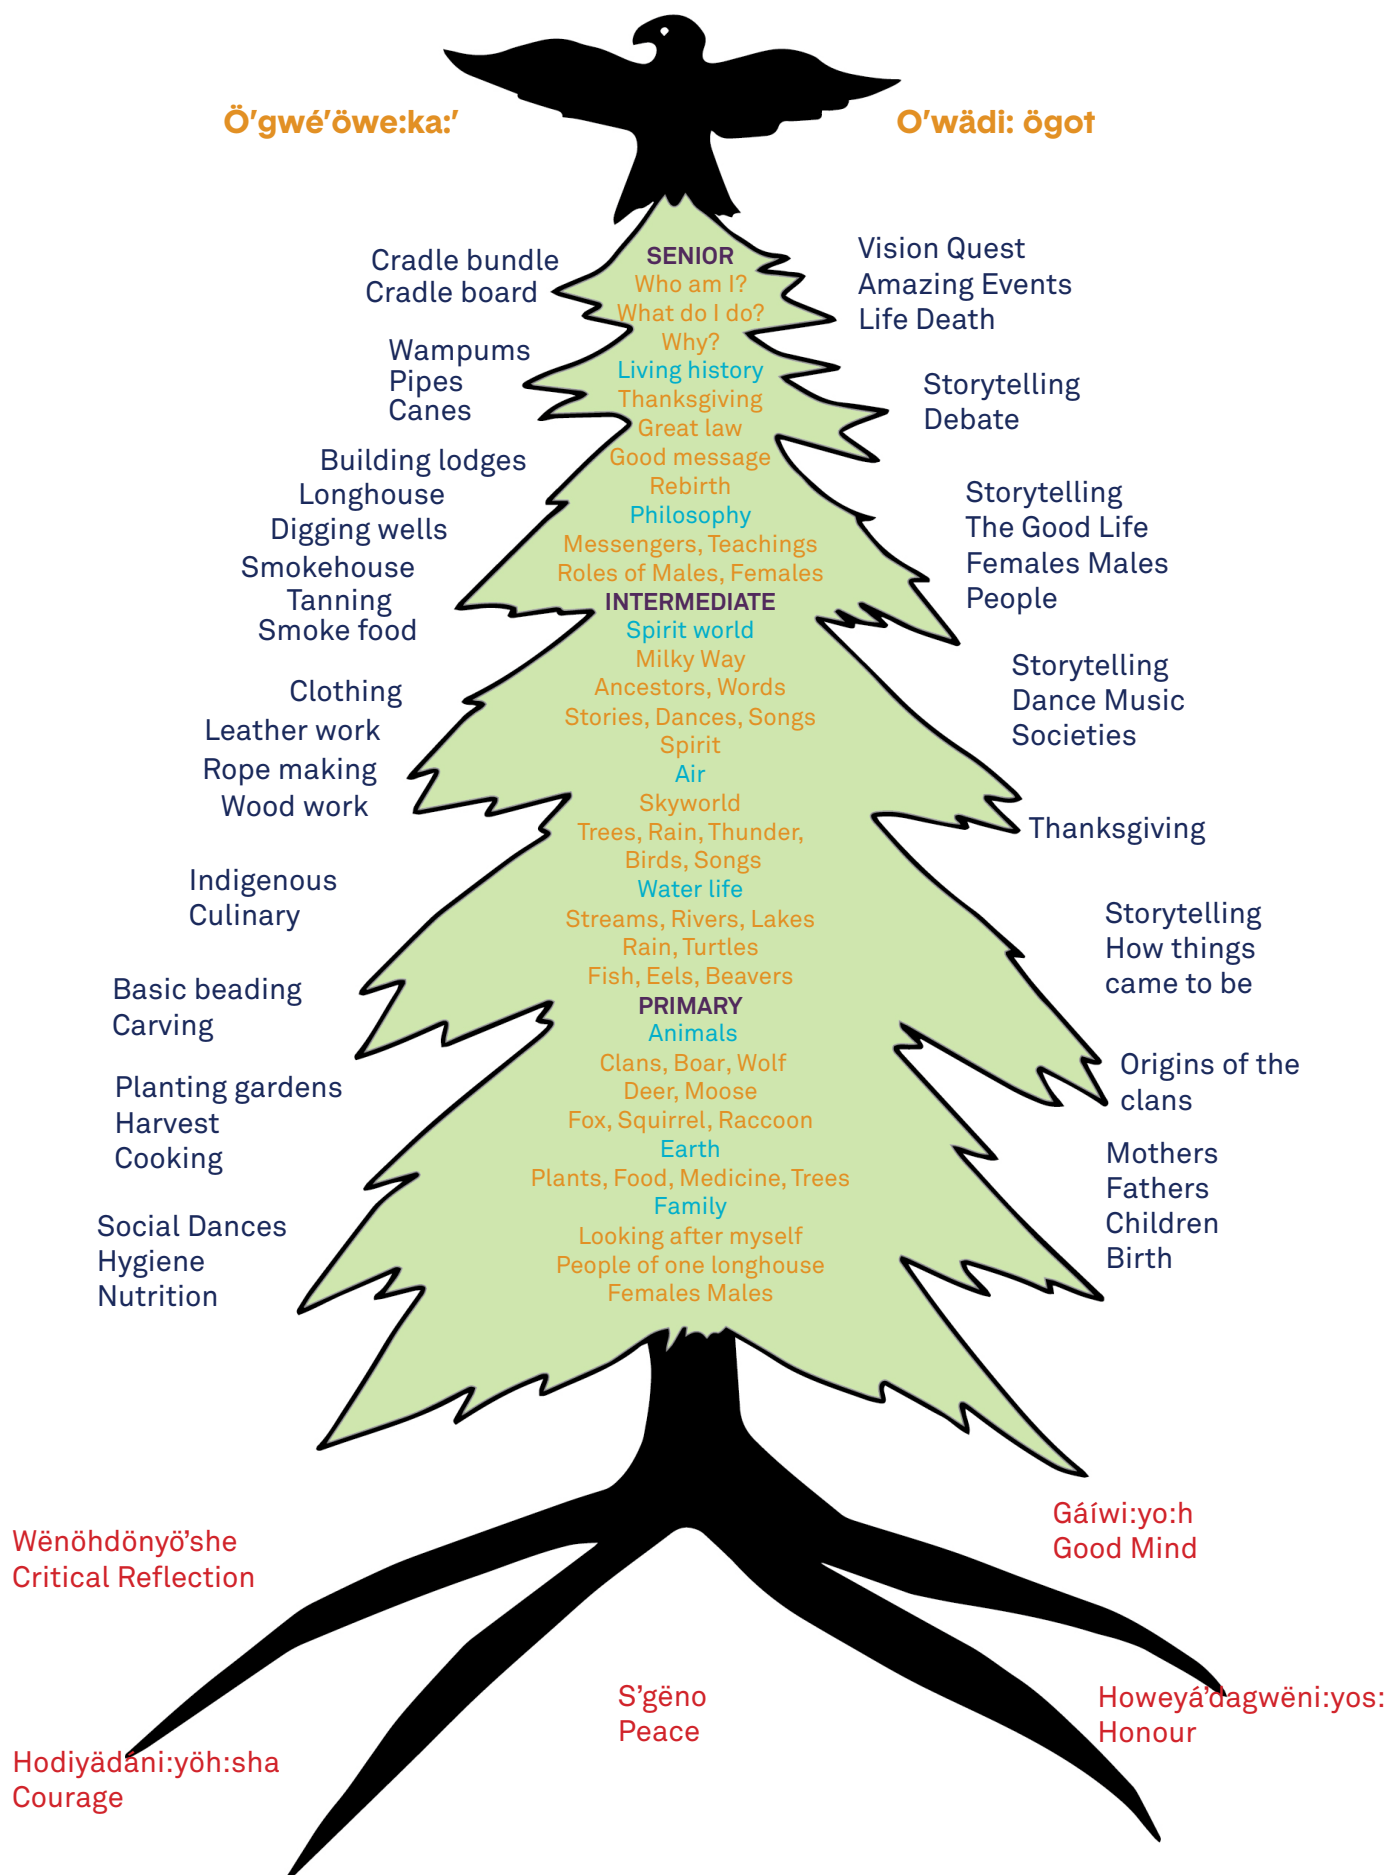 Ö'gwé'öwe:ka:'
O'wädi: ögot
Cradle bundle
Cradle board
Wampums
Pipes
Canes
Building lodges
Longhouse
Digging wells
Smokehouse
Tanning
Smoke food
Clothing
Leather work
Rope making
Wood work
Indigenous
Culinary
Basic beading
Carving
Planting gardens
Harvest
Cooking
Social Dances
Hygiene
Nutrition
SENIOR
Who am I?
What do I do?
Why?
Living history
Thanksgiving
Great law
Good message
Rebirth
Philosophy
Messengers, Teachings
Roles of Males, Females
INTERMEDIATE
Spirit world
Milky Way
Ancestors, Words
Stories, Dances, Songs
Spirit
Air
Skyworld
Trees, Rain, Thunder,
Birds, Songs
Water life
Streams, Rivers, Lakes
Rain, Turtles
Fish, Eels, Beavers
PRIMARY
Animals
Clans, Boar, Wolf
Deer, Moose
Fox, Squirrel, Raccoon
Earth
Plants, Food, Medicine, Trees
Family
Looking after myself
People of one longhouse
Females Males
Vision Quest
Amazing Events
Life Death
Storytelling
Debate
Storytelling
The Good Life
Females Males
People
Storytelling
Dance Music
Societies
Thanksgiving
Storytelling
How things
came to be
Origins of the
clans
Mothers
Fathers
Children
Birth
Wënöhdönyö'she
Critical Reflection
Gáíwi:yo:h
Good Mind
Hodiyädáni:yöh:sha
Courage
S'gëno
Peace
Howeyá'dagwëni:yos:
Honour